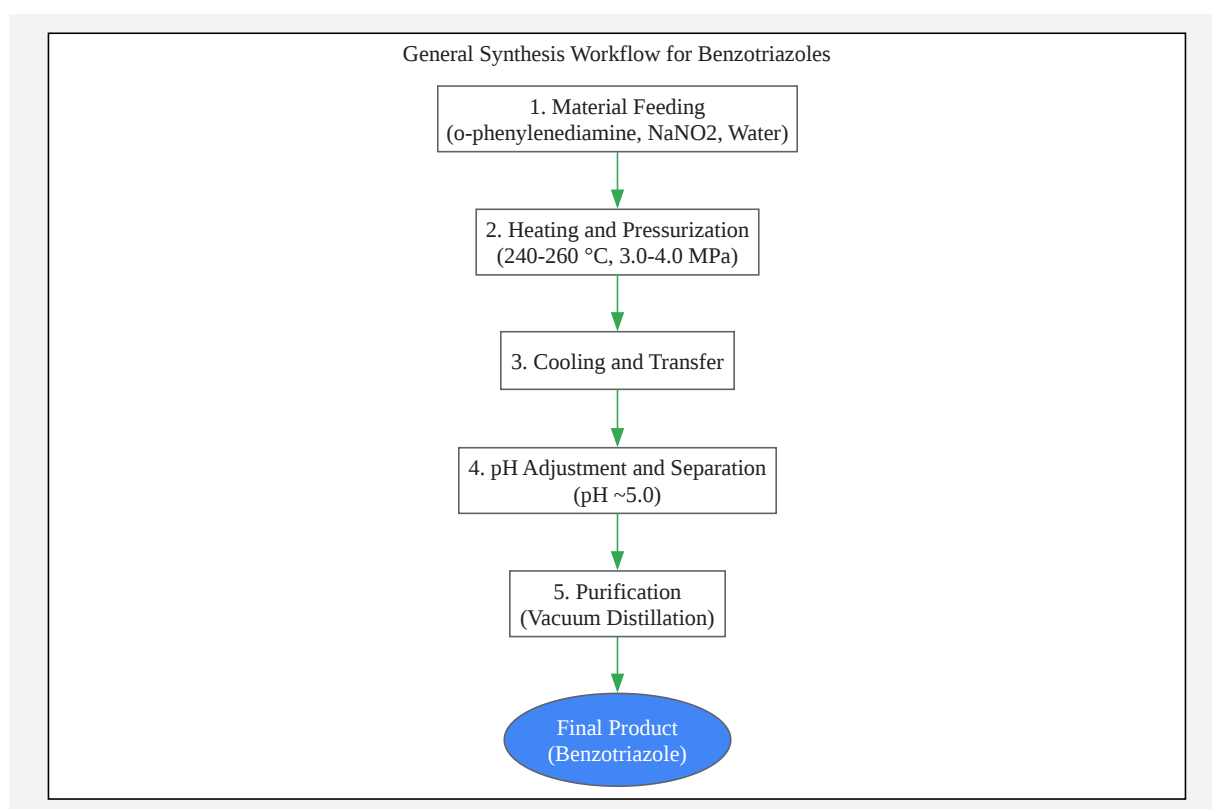 General Synthesis Workflow for Benzotriazoles
1. Material Feeding
(o-phenylenediamine, NaNO2, Water)
2. Heating and Pressurization
(240-260 °C, 3.0-4.0 MPa)
3. Cooling and Transfer
4. pH Adjustment and Separation
(pH ~5.0)
5. Purification
(Vacuum Distillation)
Final Product
(Benzotriazole)